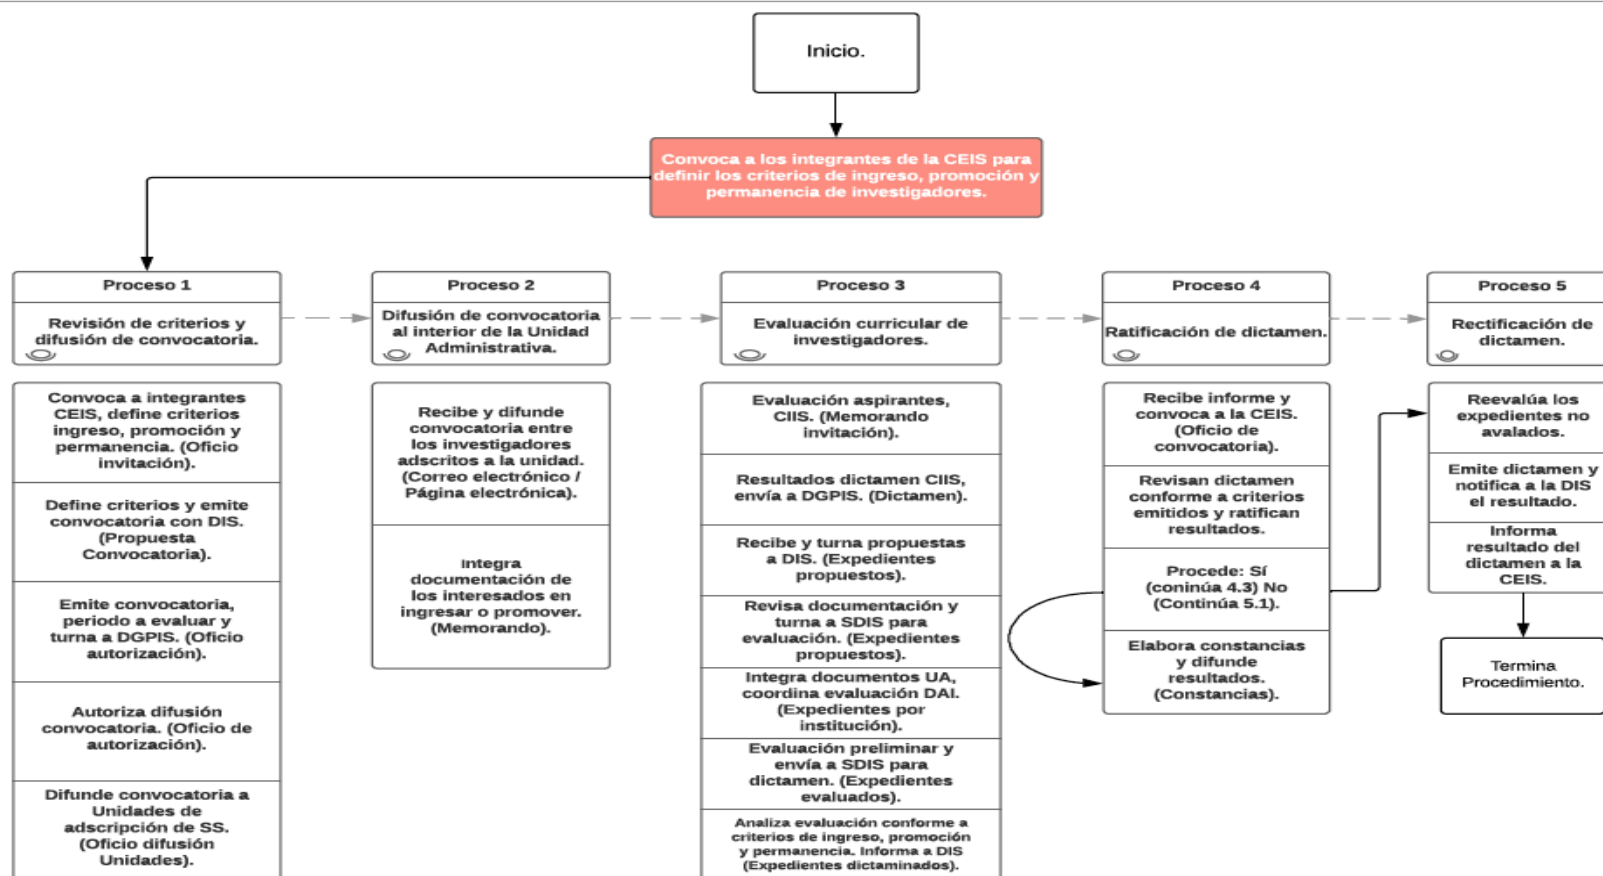 Inicio.
Convoca a los integrantes de la CEIS para
definir los criterios de ingreso, promoción y
permanencia de investigadores.
Proceso 1
Revisión de criterios y
difusión de convocatoria.
Convoca a integrantes
CEIS, define criterios
ingreso, promoción y
permanencia. (Oficio
invitación).
Define criterios y emite
convocatoria con DIS.
(Propuesta
Convocatoria).
Emite convocatoria,
periodo a evaluar y
turna a DGPIS. (Oficio
autorización).
Autoriza difusión
convocatoria. (Oficio de
autorización).
Difunde convocatoria a
Unidades de
adscripción de SS.
(Oficio difusión
Unidades).
Proceso 2
Difusión de convocatoria
al interior de la Unidad
Administrativa.
Recibe y difunde
convocatoria entre
los investigadores
adscritos a la unidad.
(Correo electrónico /
Página electrónica).
Integra
documentación de
los interesados en
ingresar o promover.
(Memorando).
Proceso 3
Evaluación curricular de
investigadores.
Evaluación aspirantes,
CIIS. (Memorando
invitación).
Resultados dictamen CIIS,
envía a DGPIS. (Dictamen).
Recibe y turna propuestas
a DIS. (Expedientes
propuestos).
Revisa documentación y
turna a SDIS para
evaluación. (Expedientes
propuestos).
Integra documentos UA,
coordina evaluación DAI.
(Expedientes por
institución).
Evaluación preliminar y
envía a SDIS para
dictamen. (Expedientes
evaluados).
Analiza evaluación conforme a
criterios de ingreso, promoción
y permanencia. Informa a DIS
(Expedientes dictaminados).
Proceso 4
Ratificación de dictamen.
Recibe informe y
convoca a la CEIS.
(Oficio de
convocatoria).
Revisan dictamen
conforme a criterios
emitidos y ratifican
resultados.
Procede: Sí
(coninúa 4.3) No
(Continúa 5.1).
Elabora constancias
y difunde
resultados.
(Constancias).
Proceso 5
Rectificación de
dictamen.
Reevalúa los
expedientes no
avalados.
Emite dictamen y
notifica a la DIS
el resultado.
Informa
resultado del
dictamen a la
CEIS.
Termina
Procedimiento.